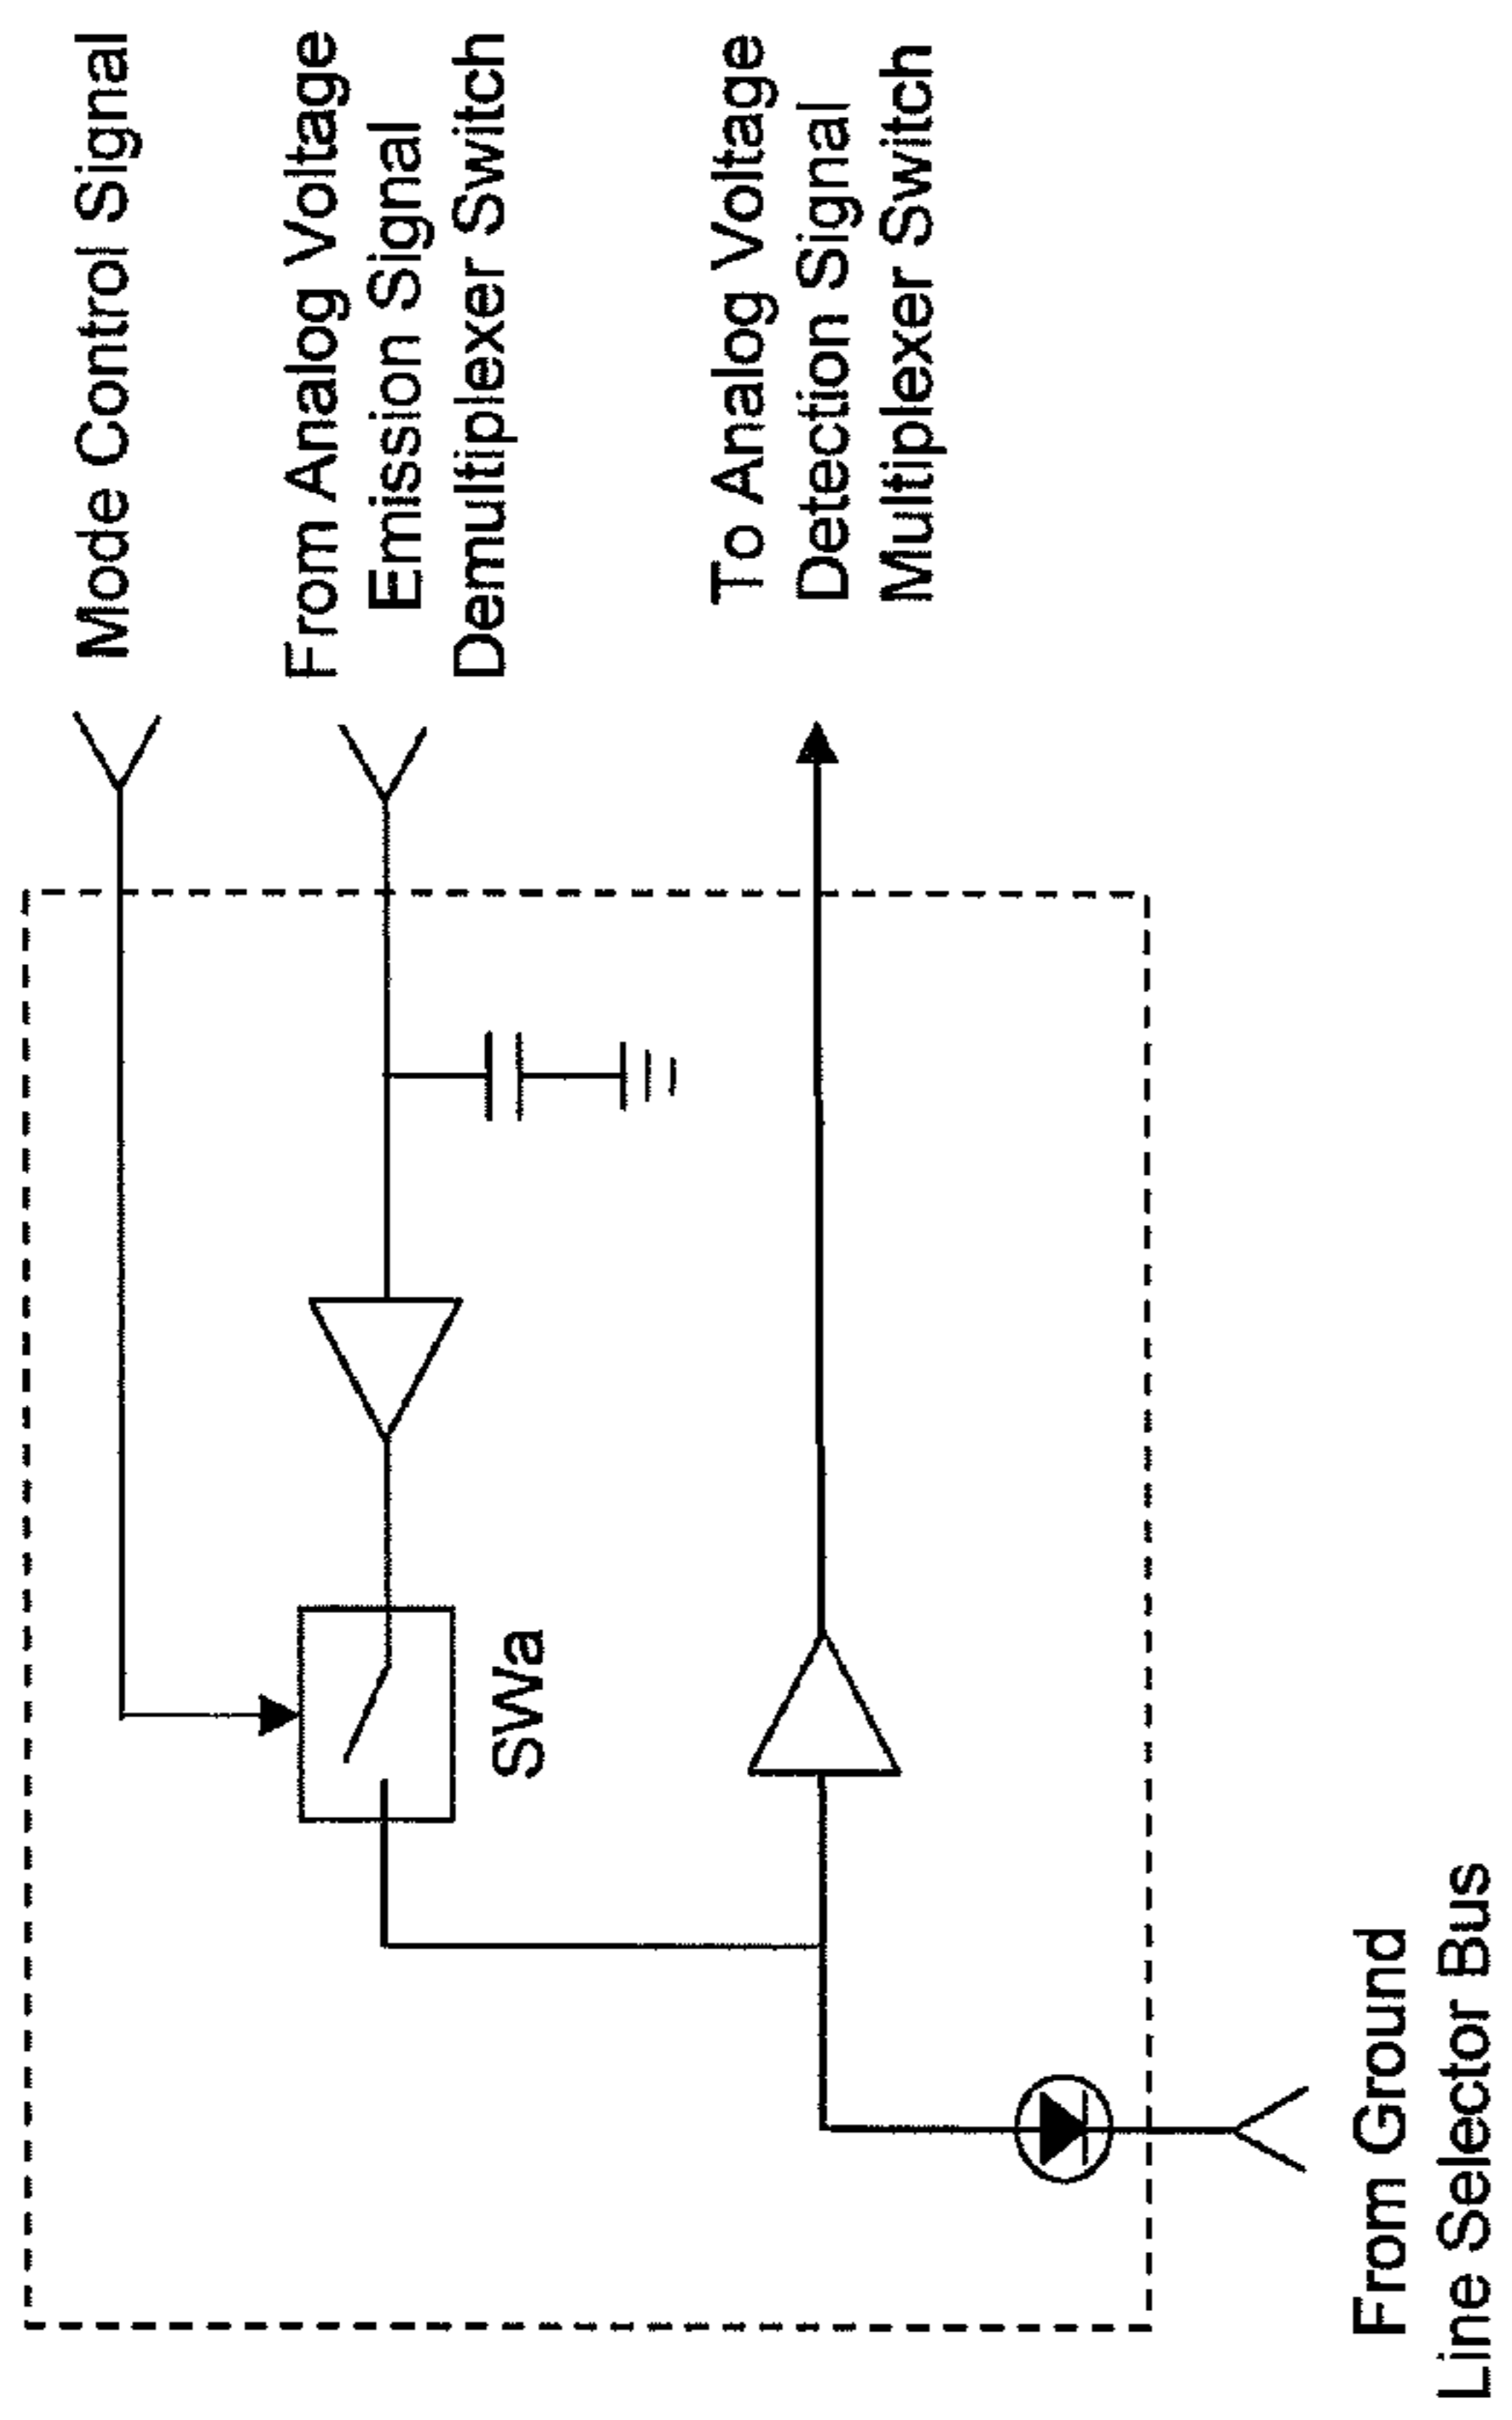 Mode Control Signal
From Analog Voltage
Emission Signal
Demultiplexer Switch
To Analog Voltage
Detection Signal
Multiplexer Switch
SWa
From Ground
Line Selector Bus